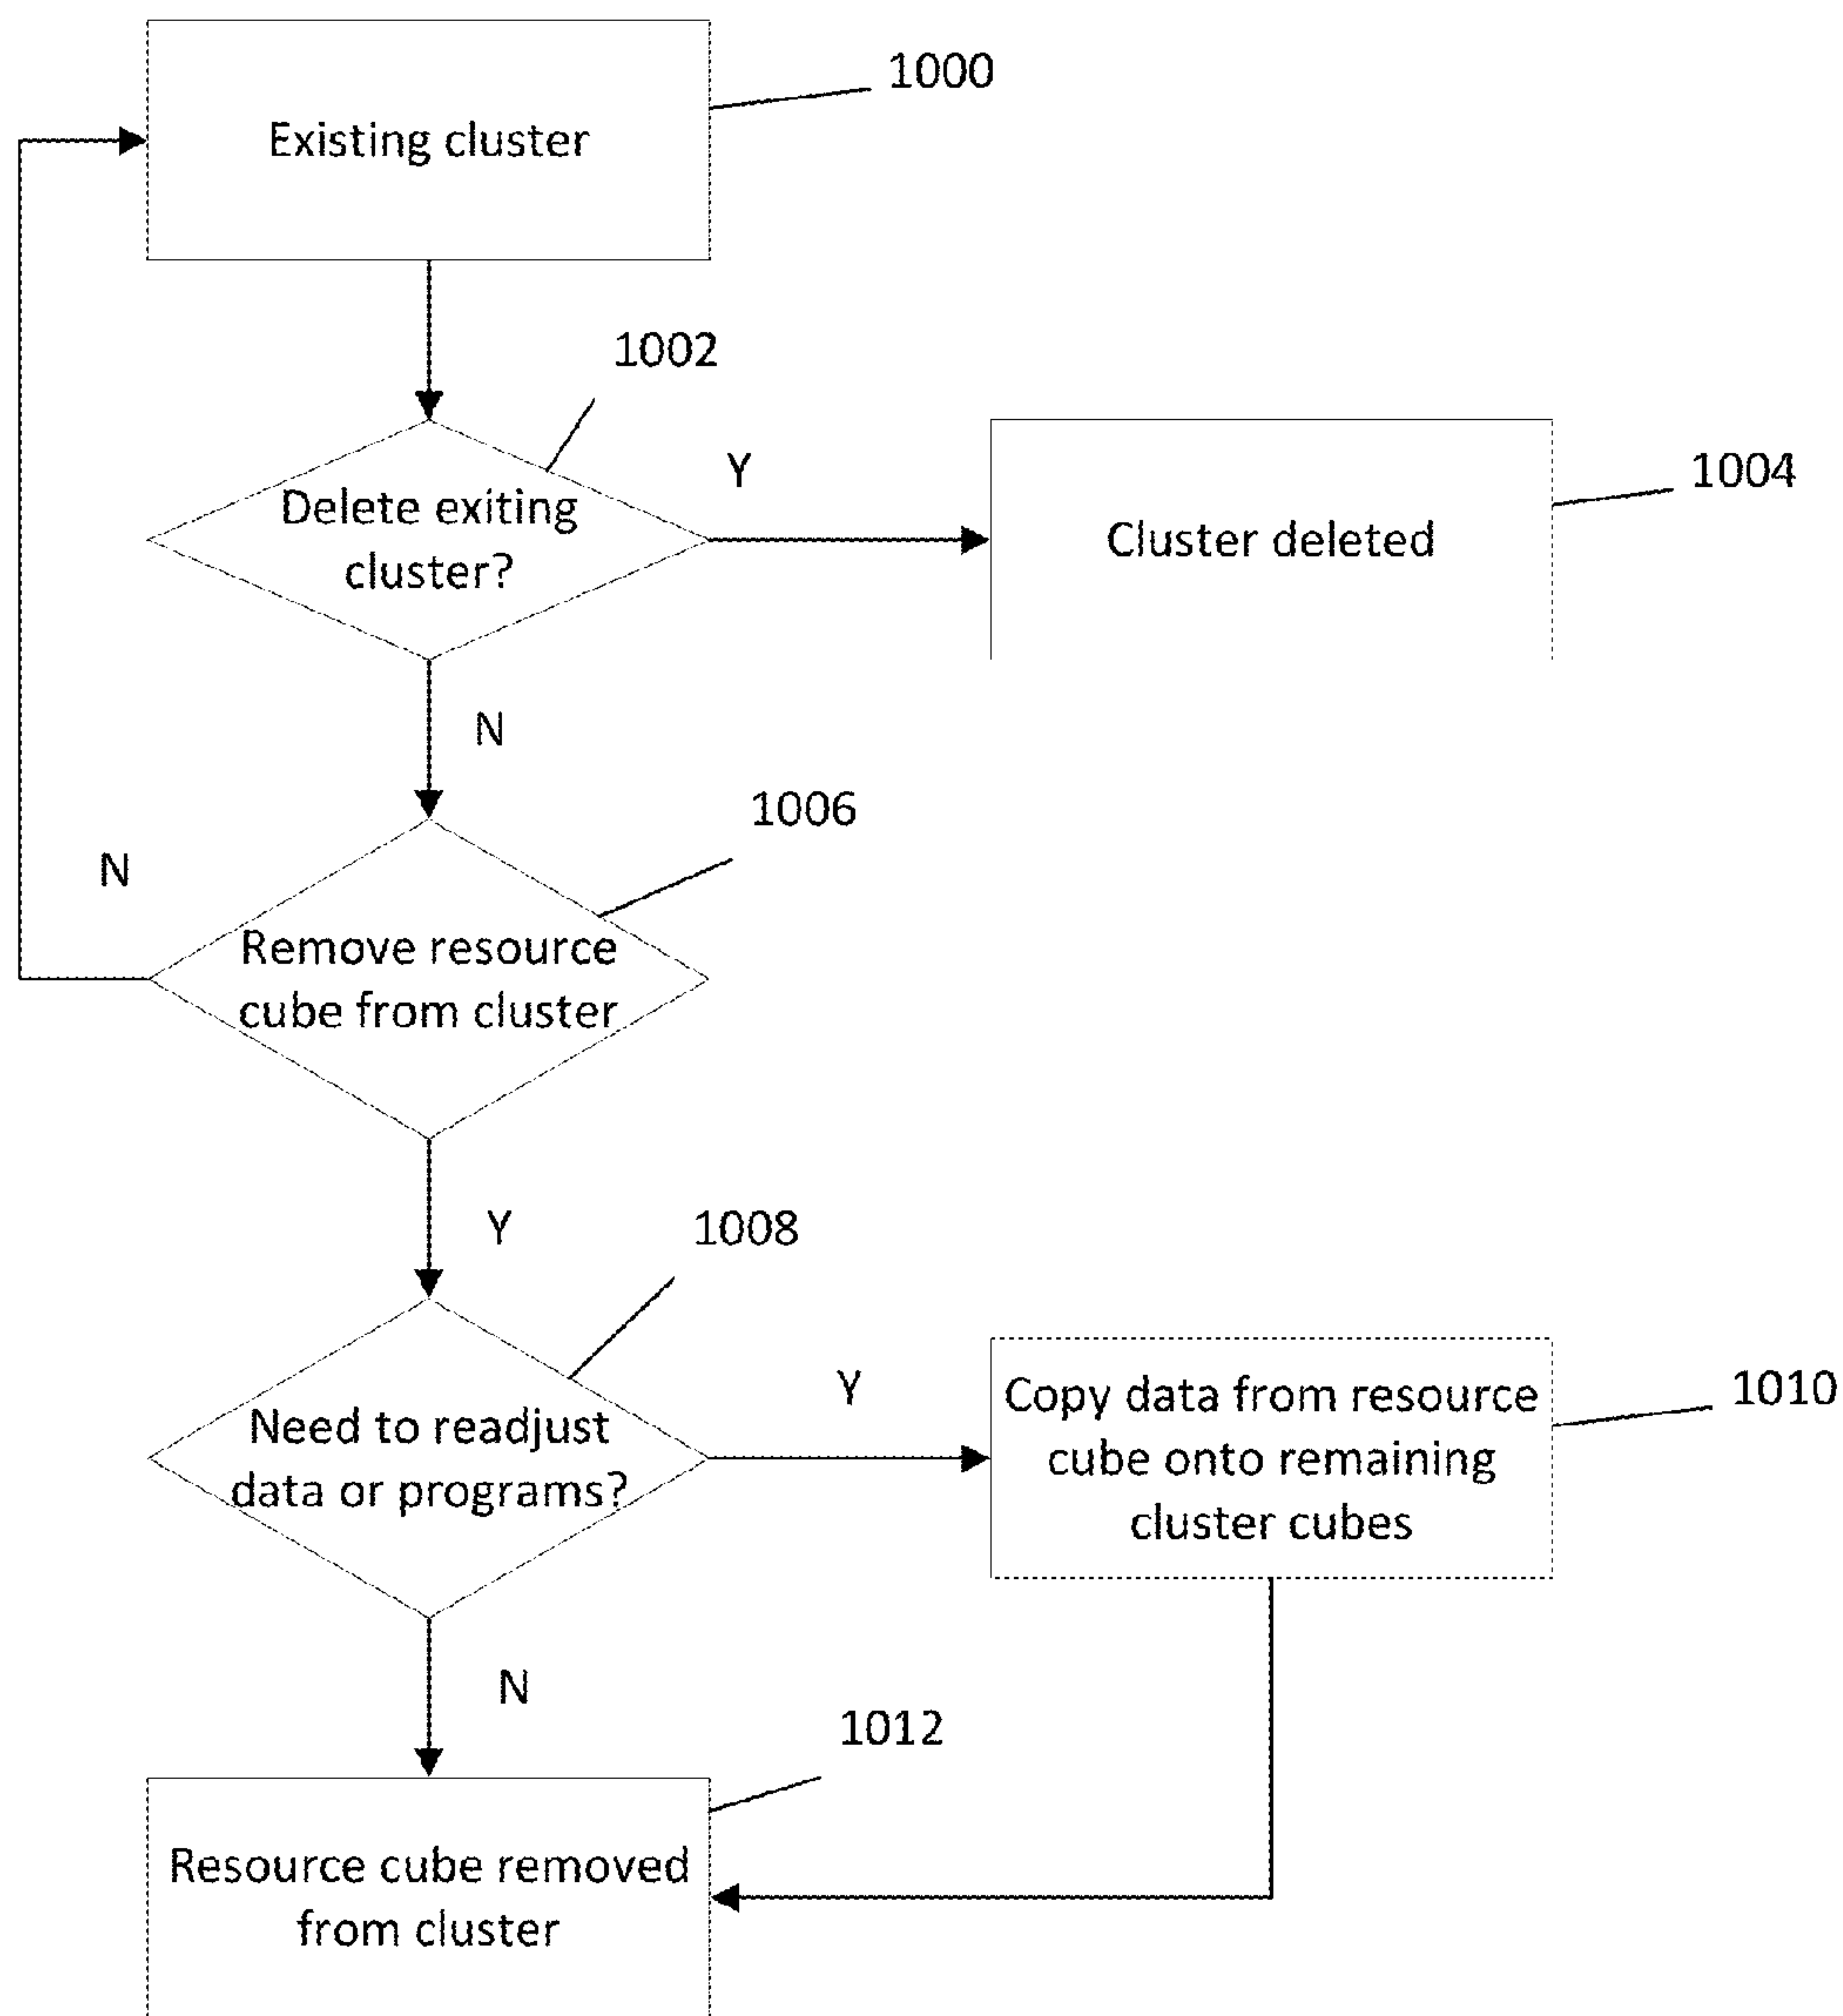 1000
Existing cluster
1002
Y
1004
Delete exiting
cluster?
Cluster deleted
N
1006
N
Remove resource
cube from cluster
Y
1008
Y
1010
Need to readjust
data or programs?
Copy data from resource
cube onto remaining
cluster cubes
N
1012
Resource cube removed
from cluster